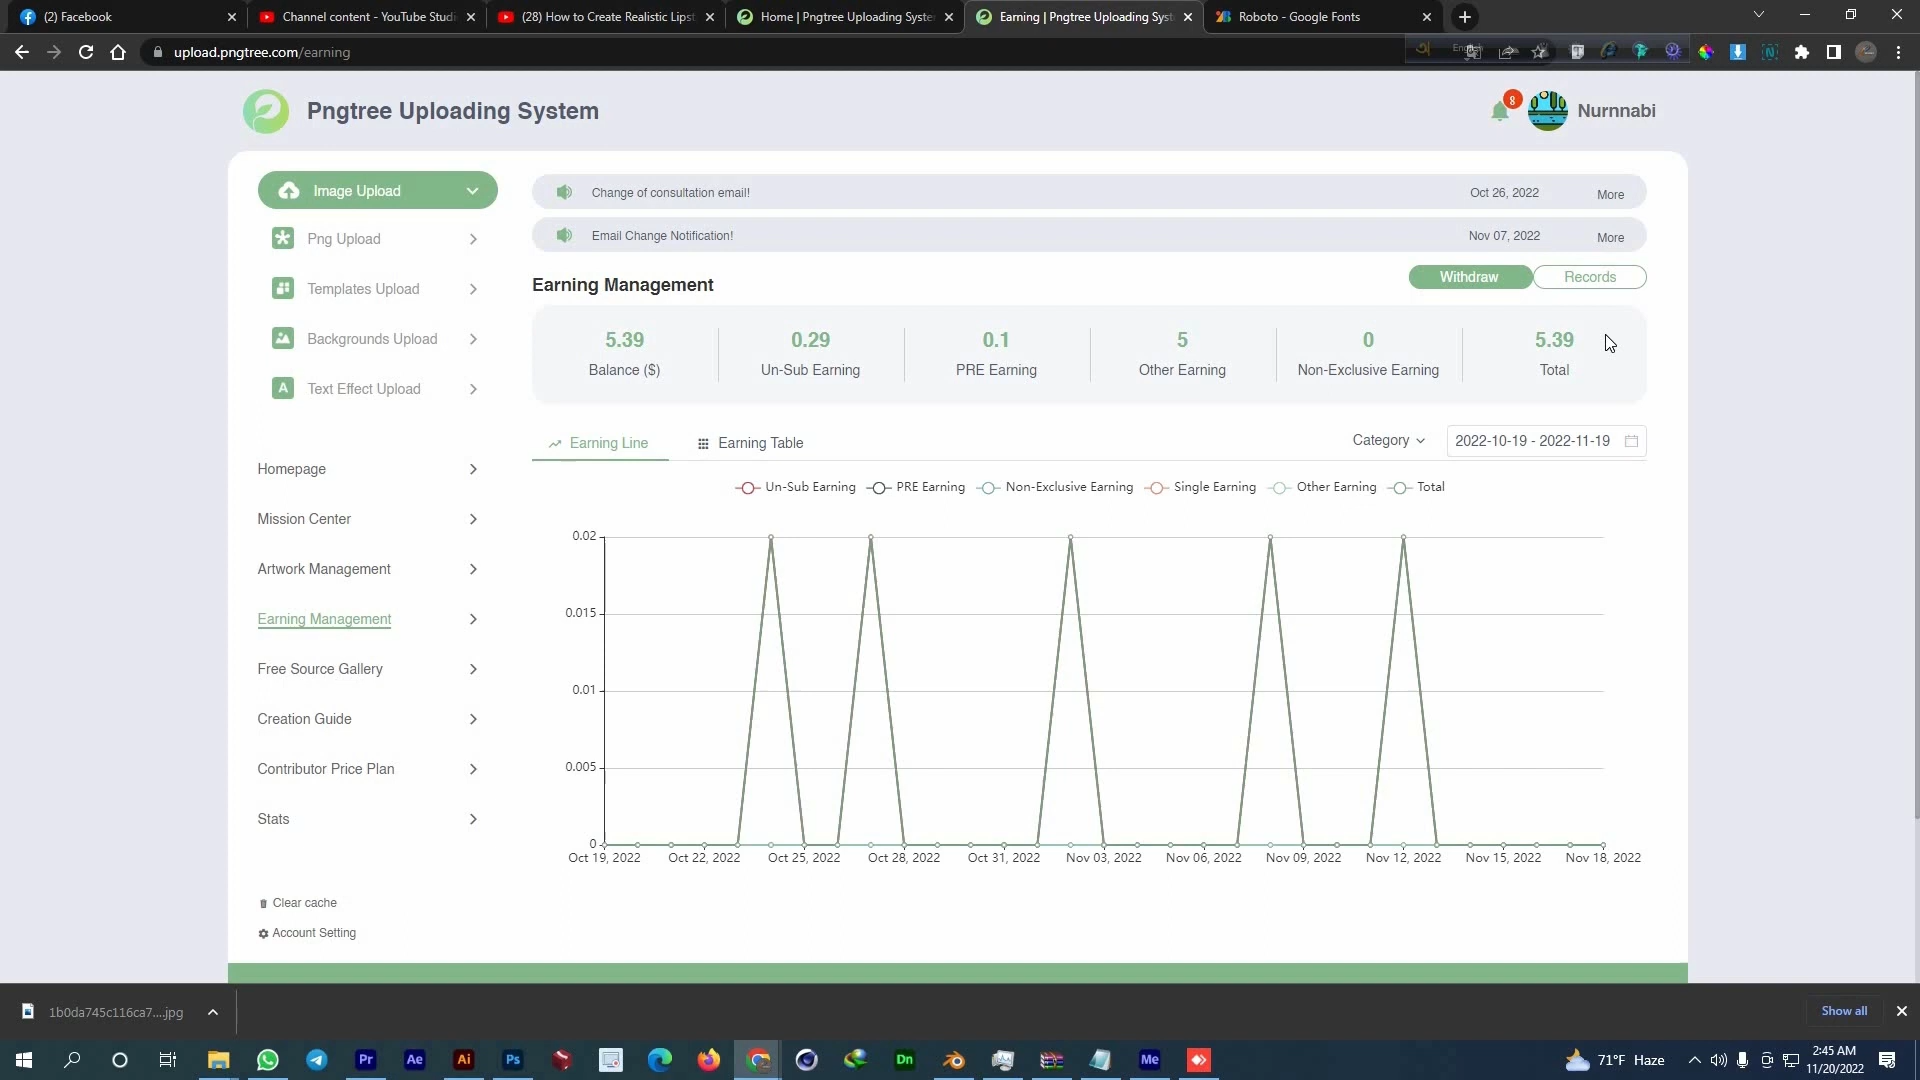 (2) Facebook
Channel content - YouTube Studi
(28) How to Create Realistic Lipst
Home | Pngtree Uploading System
Earning | Pngtree Uploading Syst
Roboto - Google Fonts
upload.pngtree.com/earning
Pngtree Uploading System
8
Nurnnabi
Image Upload
Png Upload
Templates Upload
Backgrounds Upload
A Text Effect Upload
Homepage
Mission Center
Artwork Management
Earning Management
Free Source Gallery
Creation Guide
Contributor Price Plan
Stats
Clear cache
Account Setting
Change of consultation email! Oct 26, 2022 More
Email Change Notification! Nov 07, 2022 More
Earning Management
Withdraw Records
5.39 0.29 0.1 5 0 5.39
Balance ($) Un-Sub Earning PRE Earning Other Earning Non-Exclusive Earning Total
Earning Line Earning Table Category 2022-10-19 - 2022-11-19
Un-Sub Earning PRE Earning Non-Exclusive Earning Single Earning Other Earning Total
0.02
0.015
0.01
0.005
0
Oct 19, 2022 Oct 22, 2022 Oct 25, 2022 Oct 28, 2022 Oct 31, 2022 Nov 03, 2022 Nov 06, 2022 Nov 09, 2022 Nov 12, 2022 Nov 15, 2022 Nov 18, 2022
1b0da745c116ca7....jpg
Show all
Pr Ae Ai Ps Dn Me
71°F Haze
2:45 AM
11/20/2022